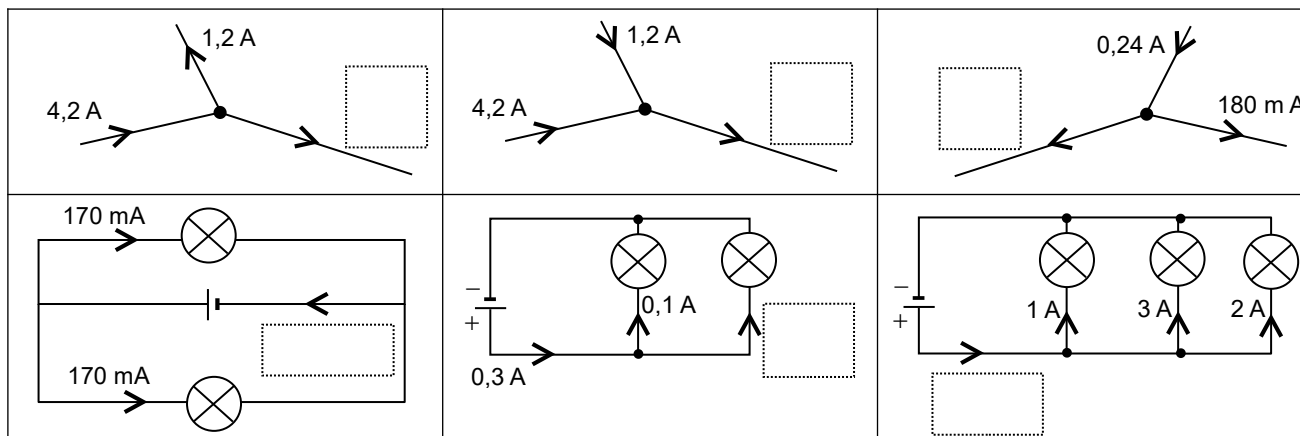 1,2 A
4,2 A
1,2 A
4,2 A
0,24 A
180 m A
170 mA
170 mA
−
+
0,1 A
0,3 A
−
+
1 A
3 A
2 A